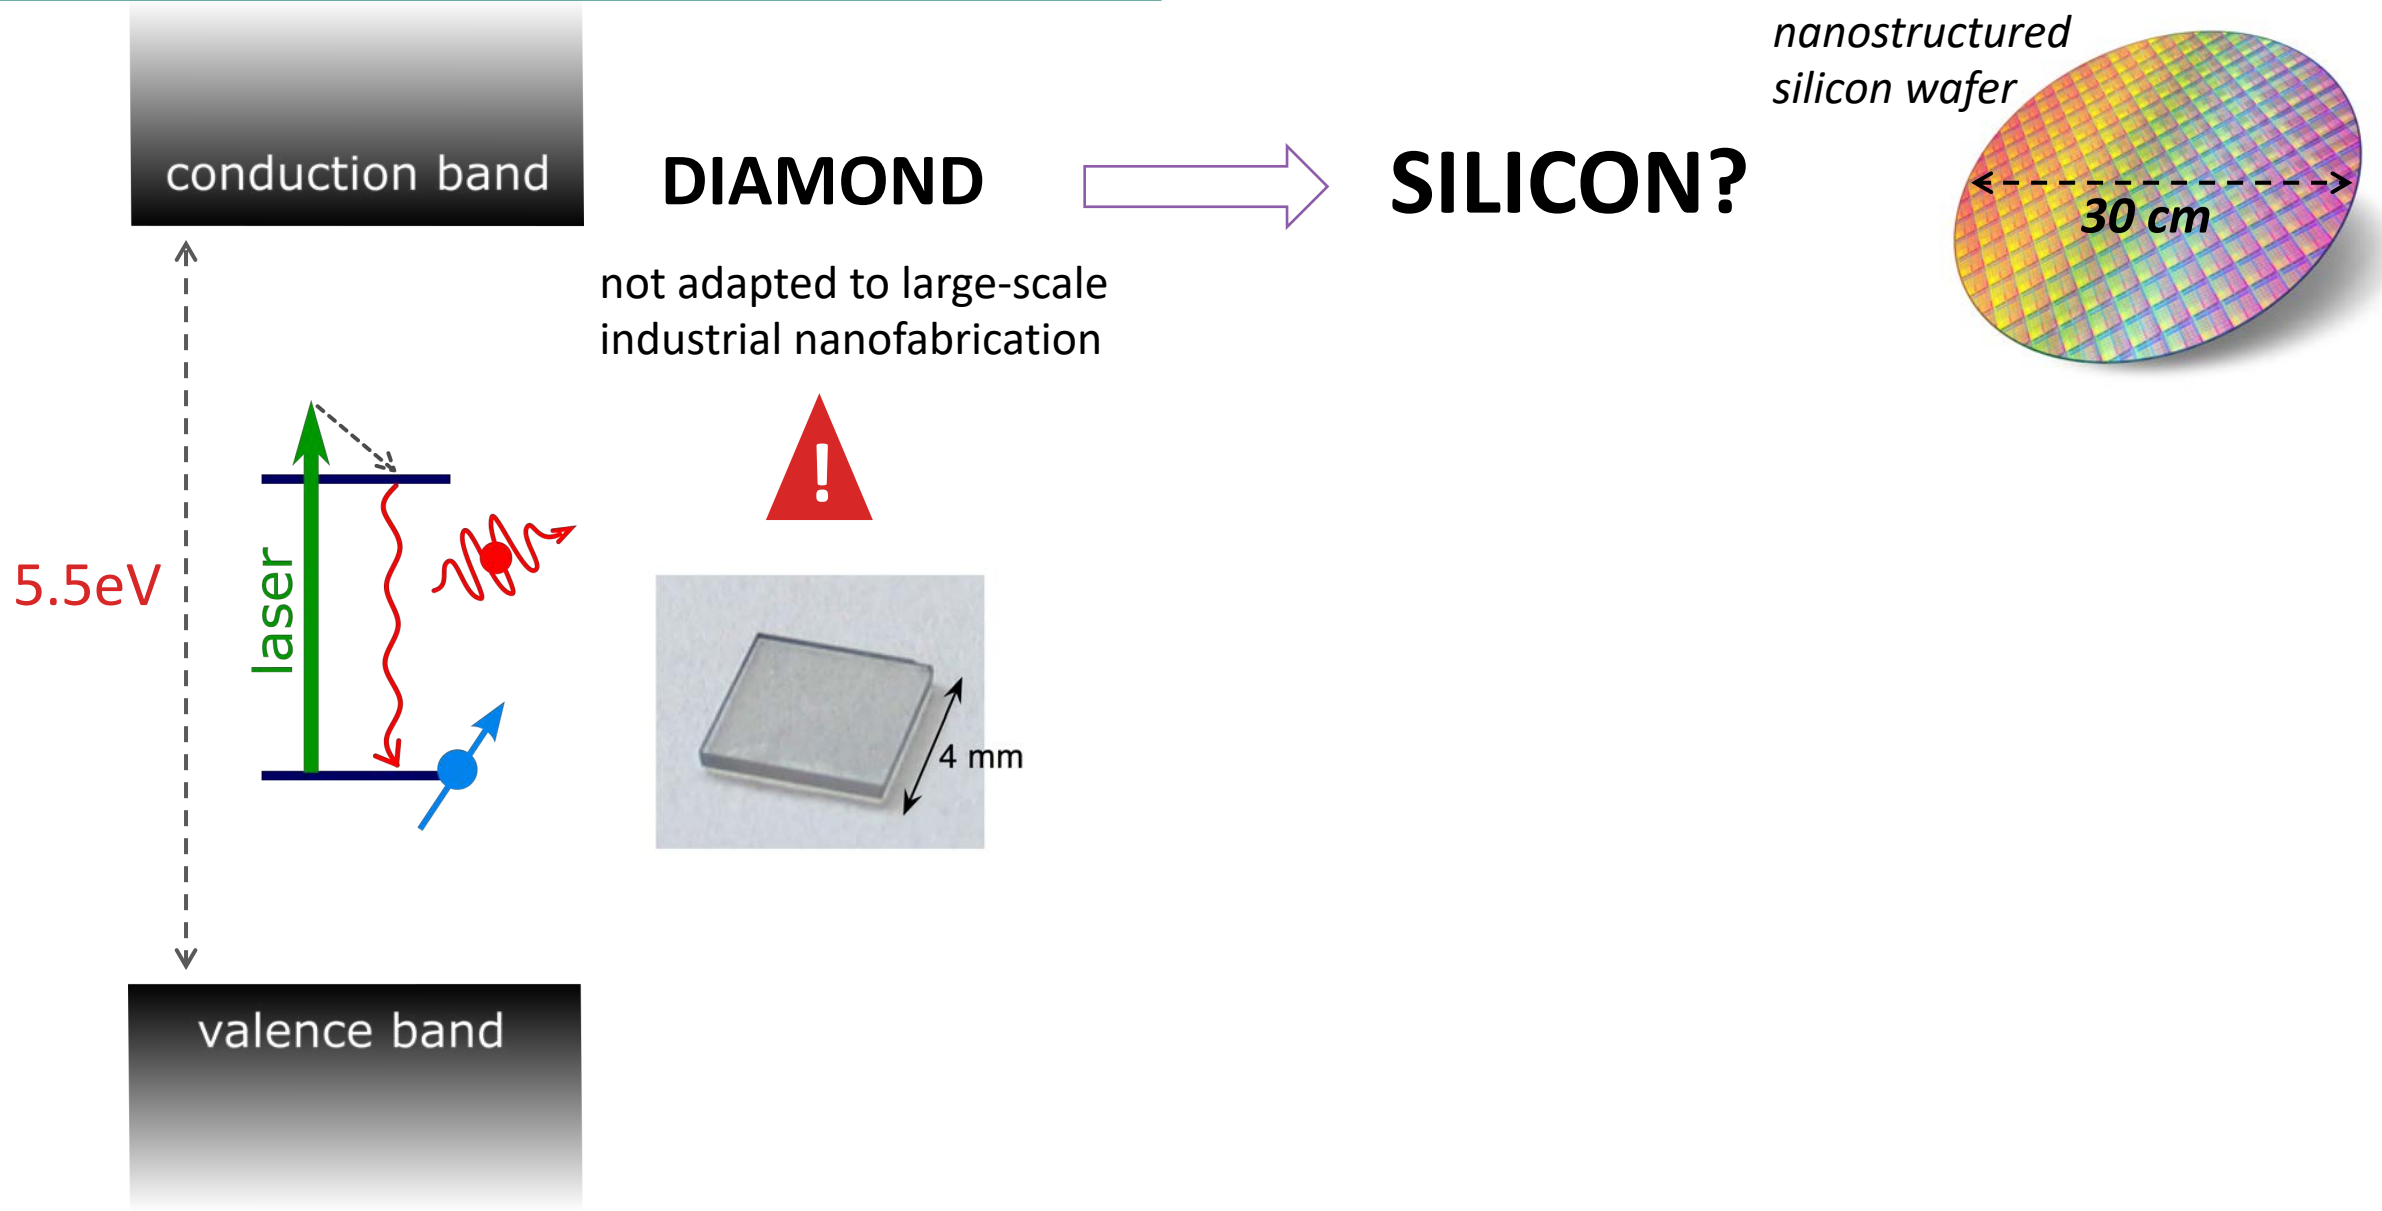 nanostructured
silicon wafer
30 cm
conduction band
DIAMOND
SILICON?
not adapted to large-scale
industrial nanofabrication
!
5.5eV
laser
4 mm
valence band